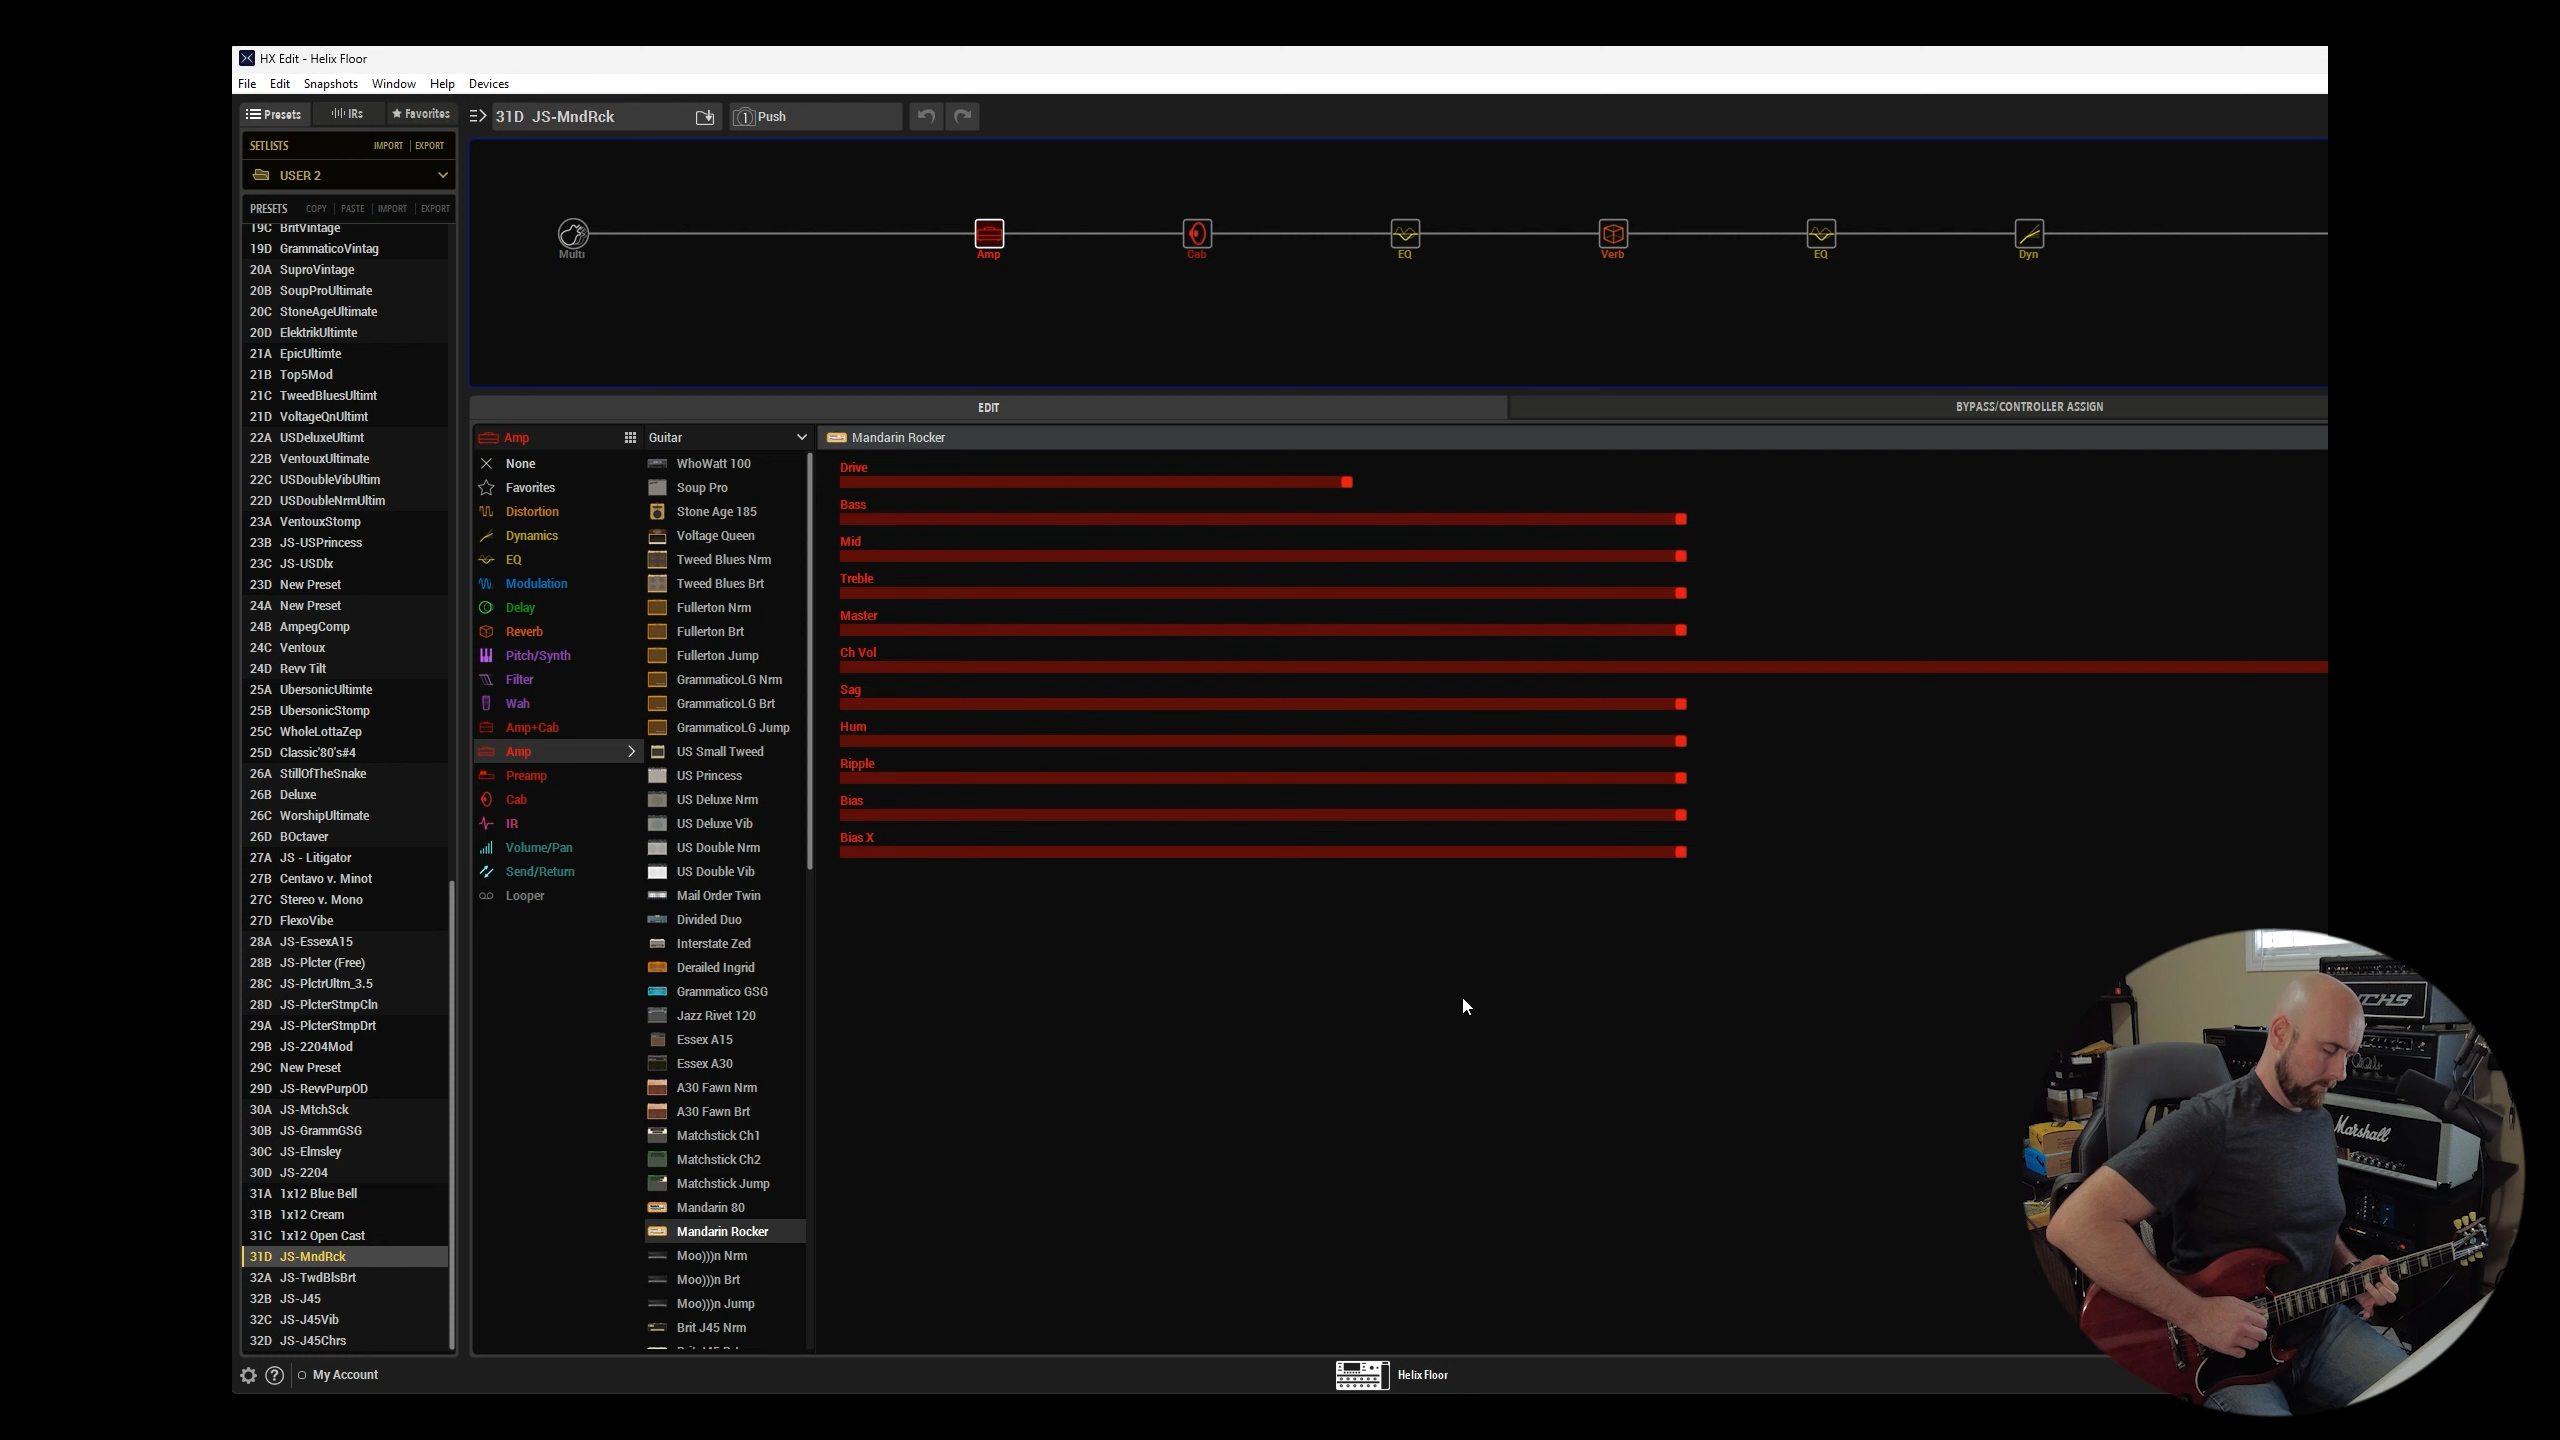 HX Edit - Helix Floor
File Edit Snapshots Window Help Devices
Presets IRs Favorites
31D JS-MndRck
1 Push
SETLISTS IMPORT | EXPORT
USER 2
PRESETS COPY | PASTE | IMPORT | EXPORT
19C BritVintage
19D GrammaticoVintag
20A SuproVintage
20B SoupProUltimate
20C StoneAgeUltimate
20D ElektrikUltimte
21A EpicUltimte
21B Top5Mod
21C TweedBluesUltimt
21D VoltageQnUltimt
22A USDeluxeUltimt
22B VentouxUltimate
22C USDoubleVibUltim
22D USDoubleNrmUltim
23A VentouxStomp
23B JS-USPrincess
23C JS-USDlx
23D New Preset
24A New Preset
24B AmpegComp
24C Ventoux
24D Revv Tilt
25A UbersonicUltimte
25B UbersonicStomp
25C WholeLottaZep
25D Classic'80's#4
26A StillOfTheSnake
26B Deluxe
26C WorshipUltimate
26D BOctaver
27A JS - Litigator
27B Centavo v. Minot
27C Stereo v. Mono
27D FlexoVibe
28A JS-EssexA15
28B JS-Plcter (Free)
28C JS-PlctrUltm_3.5
28D JS-PlcterStmpCln
29A JS-PlcterStmpDrt
29B JS-2204Mod
29C New Preset
29D JS-RevvPurpOD
30A JS-MtchSck
30B JS-GrammGSG
30C JS-Elmsley
30D JS-2204
31A 1x12 Blue Bell
31B 1x12 Cream
31C 1x12 Open Cast
31D JS-MndRck
32A JS-TwdBlsBrt
32B JS-J45
32C JS-J45Vib
32D JS-J45Chrs
Multi
Amp
Cab
EQ
Verb
EQ
Dyn
EDIT
BYPASS/CONTROLLER ASSIGN
Amp
None
Favorites
Distortion
Dynamics
EQ
Modulation
Delay
Reverb
Pitch/Synth
Filter
Wah
Amp+Cab
Amp
Preamp
Cab
IR
Volume/Pan
Send/Return
Looper
Guitar
WhoWatt 100
Soup Pro
Stone Age 185
Voltage Queen
Tweed Blues Nrm
Tweed Blues Brt
Fullerton Nrm
Fullerton Brt
Fullerton Jump
GrammaticoLG Nrm
GrammaticoLG Brt
GrammaticoLG Jump
US Small Tweed
US Princess
US Deluxe Nrm
US Deluxe Vib
US Double Nrm
US Double Vib
Mail Order Twin
Divided Duo
Interstate Zed
Derailed Ingrid
Grammatico GSG
Jazz Rivet 120
Essex A15
Essex A30
A30 Fawn Nrm
A30 Fawn Brt
Matchstick Ch1
Matchstick Ch2
Matchstick Jump
Mandarin 80
Mandarin Rocker
Moo)))n Nrm
Moo)))n Brt
Moo)))n Jump
Brit J45 Nrm
Mandarin Rocker
Drive
Bass
Mid
Treble
Master
Ch Vol
Sag
Hum
Ripple
Bias
Bias X
Marshall
My Account
Helix Floor